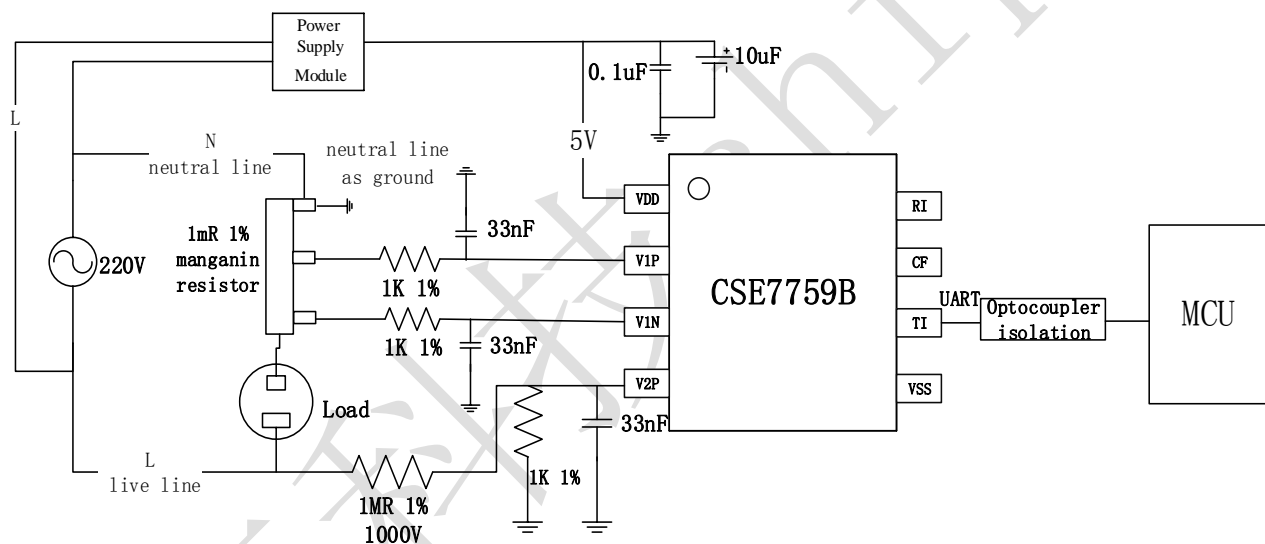 Power
Supply
Module
0.1uF
10uF
L
5V
N
neutral line
neutral line
as ground
33nF
1mR 1%
manganin
resistor
220V
1K 1%
1K 1%
33nF
VDD
V1P
V1N
V2P
CSE7759B
RI
CF
TI
VSS
UART
Optocoupler
isolation
MCU
Load
33nF
L
live line
1MR 1%
1000V
1K 1%